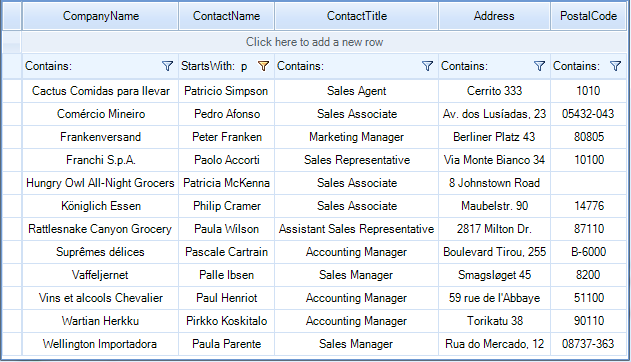 CompanyName ContactName ContactTitle Address PostalCode
Click here to add a new row
Contains: StartsWith: p Contains: Contains: Contains:
Cactus Comidas para llevar Patricio Simpson Sales Agent Cerrito 333 1010
Comércio Mineiro Pedro Afonso Sales Associate Av. dos Lusíadas, 23 05432-043
Frankenversand Peter Franken Marketing Manager Berliner Platz 43 80805
Franchi S.p.A. Paolo Accorti Sales Representative Via Monte Bianco 34 10100
Hungry Owl All-Night Grocers Patricia McKenna Sales Associate 8 Johnstown Road
Königlich Essen Philip Cramer Sales Associate Maubelstr. 90 14776
Rattlesnake Canyon Grocery Paula Wilson Assistant Sales Representative 2817 Milton Dr. 87110
Suprêmes délices Pascale Cartrain Accounting Manager Boulevard Tirou, 255 B-6000
Vaffeljernet Palle Ibsen Sales Manager Smagsløget 45 8200
Vins et alcools Chevalier Paul Henriot Accounting Manager 59 rue de l'Abbaye 51100
Wartian Herkku Pirkko Koskitalo Accounting Manager Torikatu 38 90110
Wellington Importadora Paula Parente Sales Manager Rua do Mercado, 12 08737-363